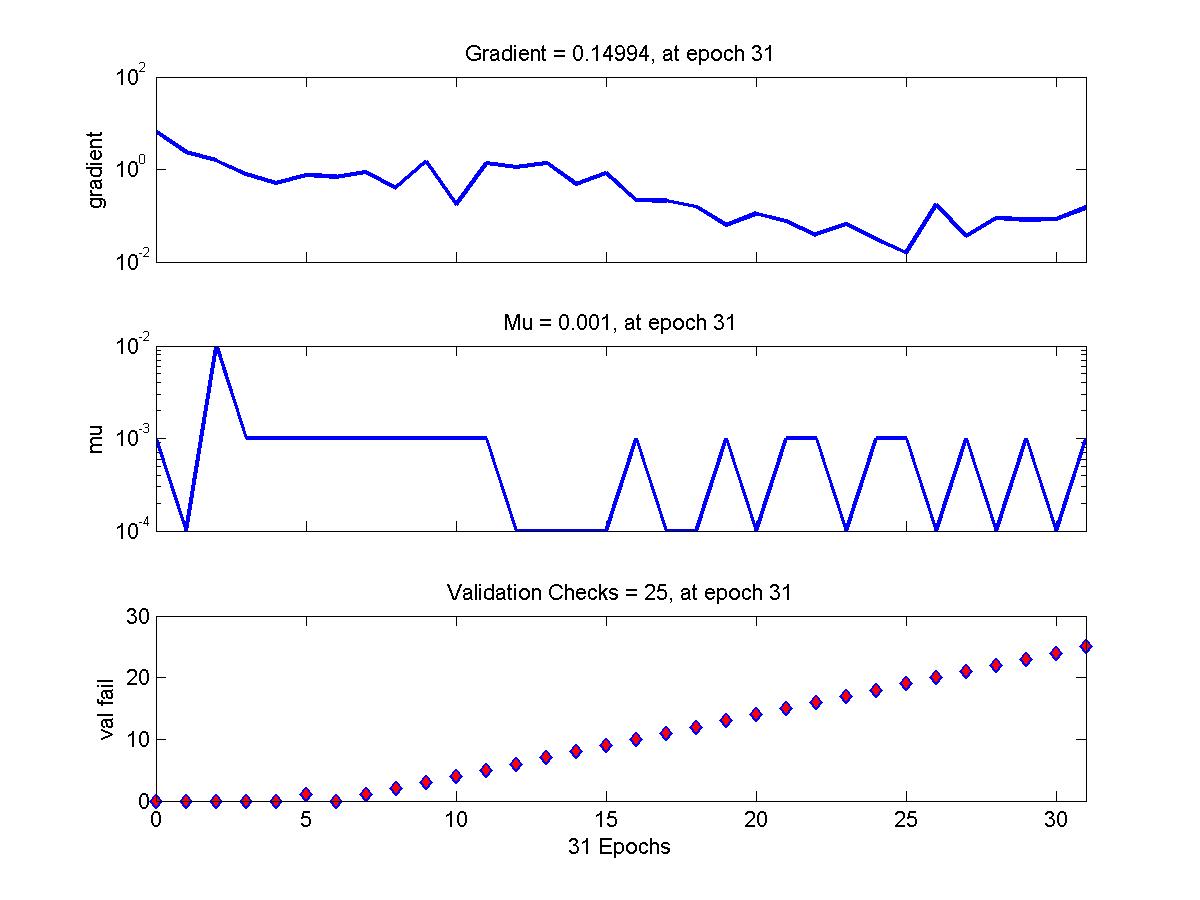 Gradient = 0.14994, at epoch 31
10^2
10^0
10^-2
gradient
Mu = 0.001, at epoch 31
10^-2
10^-3
10^-4
mu
Validation Checks = 25, at epoch 31
30
20
10
0
val fail
0 5 10 15 20 25 30
31 Epochs